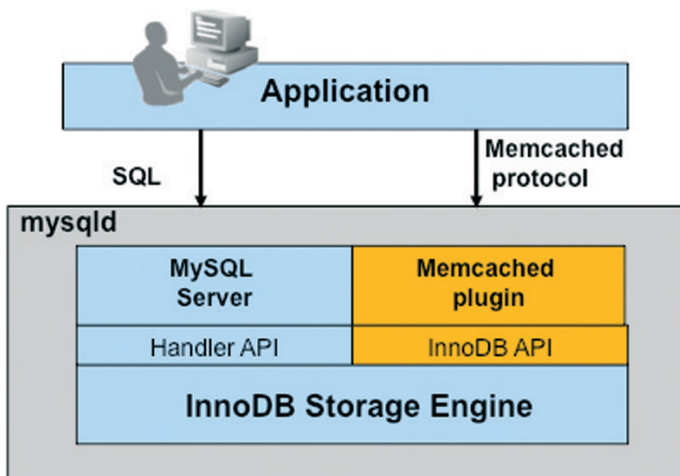 Application
SQL
Memcached
protocol
mysqld
MySQL
Server
Memcached
plugin
Handler API
InnoDB API
InnoDB Storage Engine